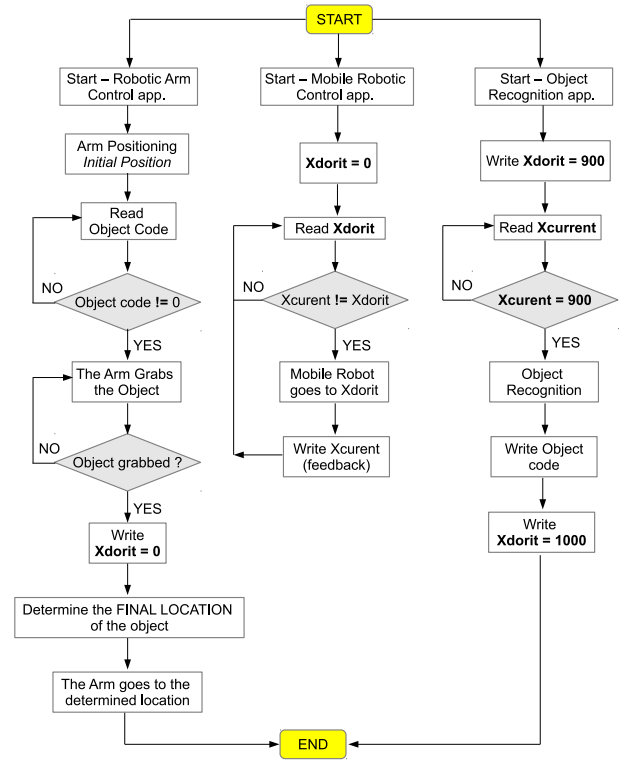 START
Start – Robotic Arm
Control app.
Arm Positioning
Initial Position
Read
Object Code
NO
Object code != 0
YES
The Arm Grabs
the Object
NO
Object grabbed ?
YES
Write
Xdorit = 0
Determine the FINAL LOCATION
of the object
The Arm goes to the
determined location
Start – Mobile Robotic
Control app.
Xdorit = 0
Read Xdorit
NO
Xcurent != Xdorit
YES
Mobile Robot
goes to Xdorit
Write Xcurent
(feedback)
Start – Object
Recognition app.
Write Xdorit = 900
Read Xcurrent
NO
Xcurent = 900
YES
Object
Recognition
Write Object
code
Write
Xdorit = 1000
END